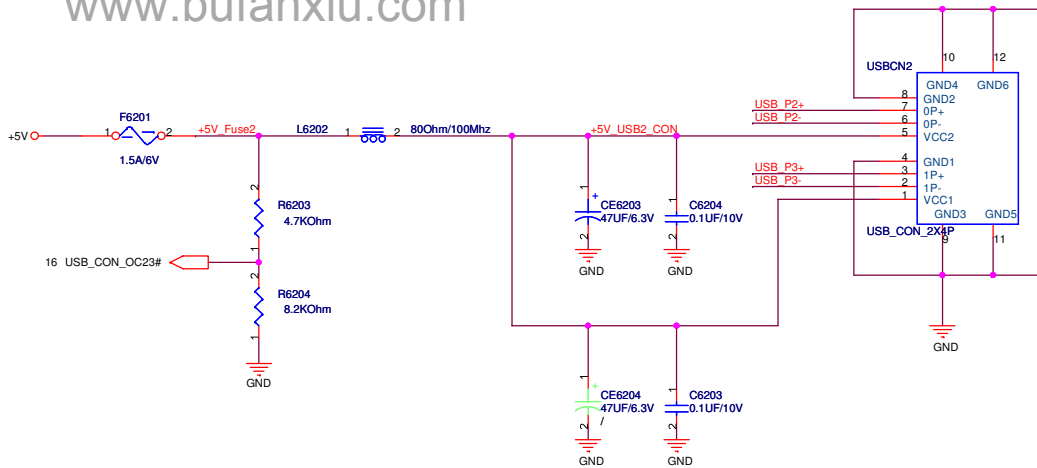 www.bufanxiu.com
+5V
F6201
1
2
1.5A/6V
+5V_Fuse2
L6202
1
2
80Ohm/100Mhz
+5V_USB2_CON
2
R6203
4.7KOhm
1
16 USB_CON_OC23#
2
R6204
8.2KOhm
1
GND
1
+
CE6203
47UF/6.3V
2
GND
1
C6204
0.1UF/10V
2
GND
1
+
CE6204
47UF/6.3V
/
2
GND
1
C6203
0.1UF/10V
2
GND
USBCN2
10
12
GND4
GND6
8
GND2
USB_P2+
7
0P+
USB_P2-
6
0P-
5
VCC2
4
GND1
USB_P3+
3
1P+
USB_P3-
2
1P-
1
VCC1
GND3
GND5
USB_CON_2X4P
9
11
GND